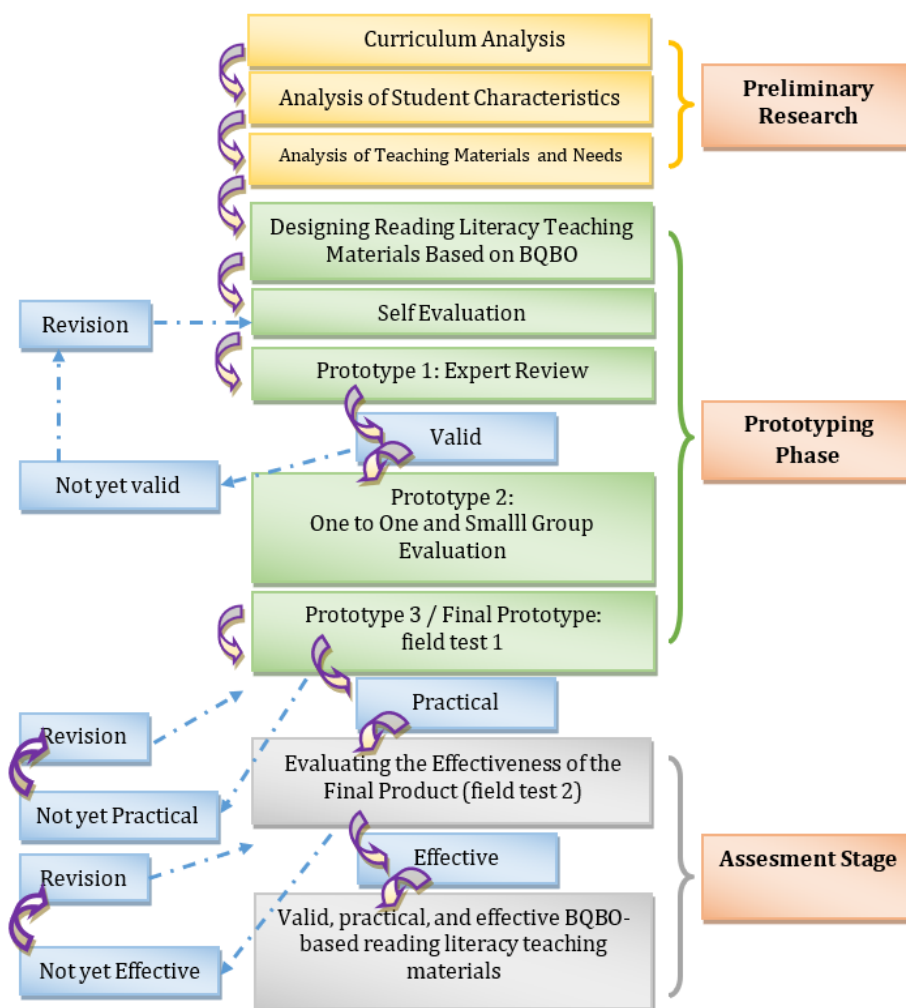 Curriculum Analysis
Analysis of Student Characteristics
Analysis of Teaching Materials and Needs
Preliminary
Research
Designing Reading Literacy Teaching
Materials Based on BQBO
Self Evaluation
Revision
Prototype 1: Expert Review
Valid
Not yet valid
Prototype 2:
One to One and Smalll Group
Evaluation
Prototyping
Phase
Prototype 3 / Final Prototype:
field test 1
Practical
Revision
Not yet Practical
Evaluating the Effectiveness of the
Final Product (field test 2)
Revision
Effective
Not yet Effective
Valid, practical, and effective BQBO-
based reading literacy teaching
materials
Assesment Stage